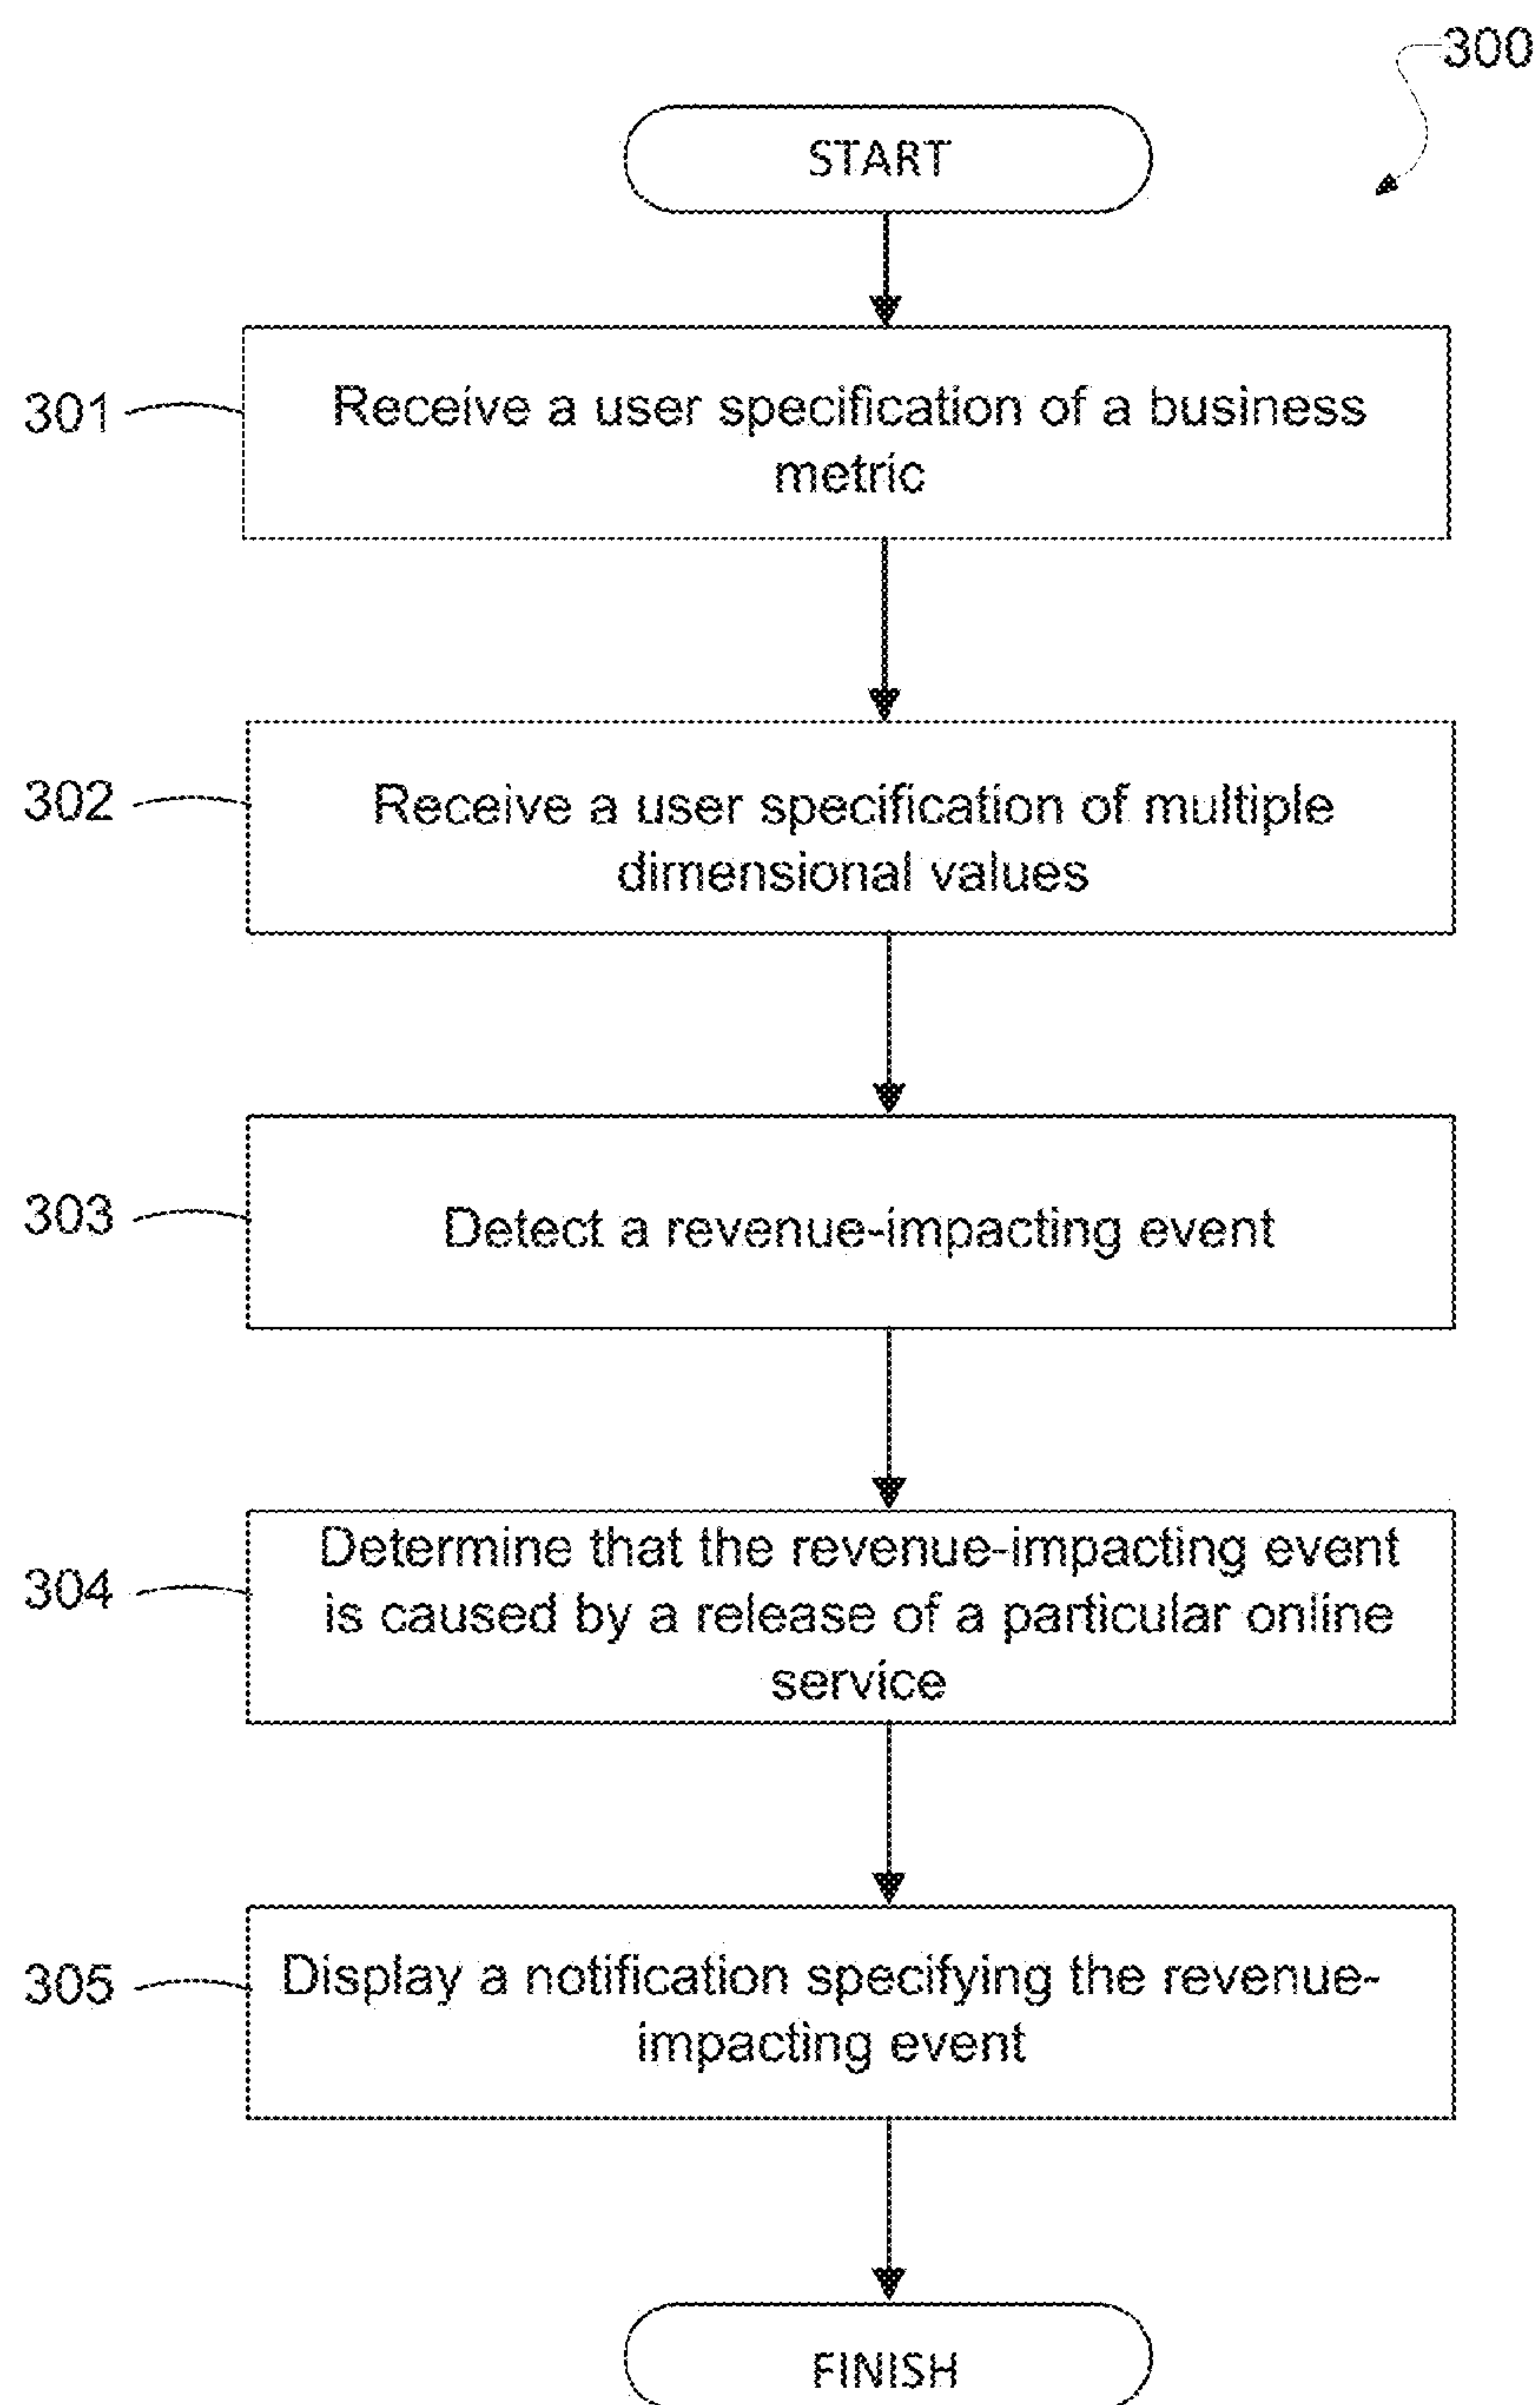 300
START
301
Receive a user specification of a business
metric
302
Receive a user specification of multiple
dimensional values
303
Detect a revenue-impacting event
304
Determine that the revenue-impacting event
is caused by a release of a particular online
service
305
Display a notification specifying the revenue-
impacting event
FINISH